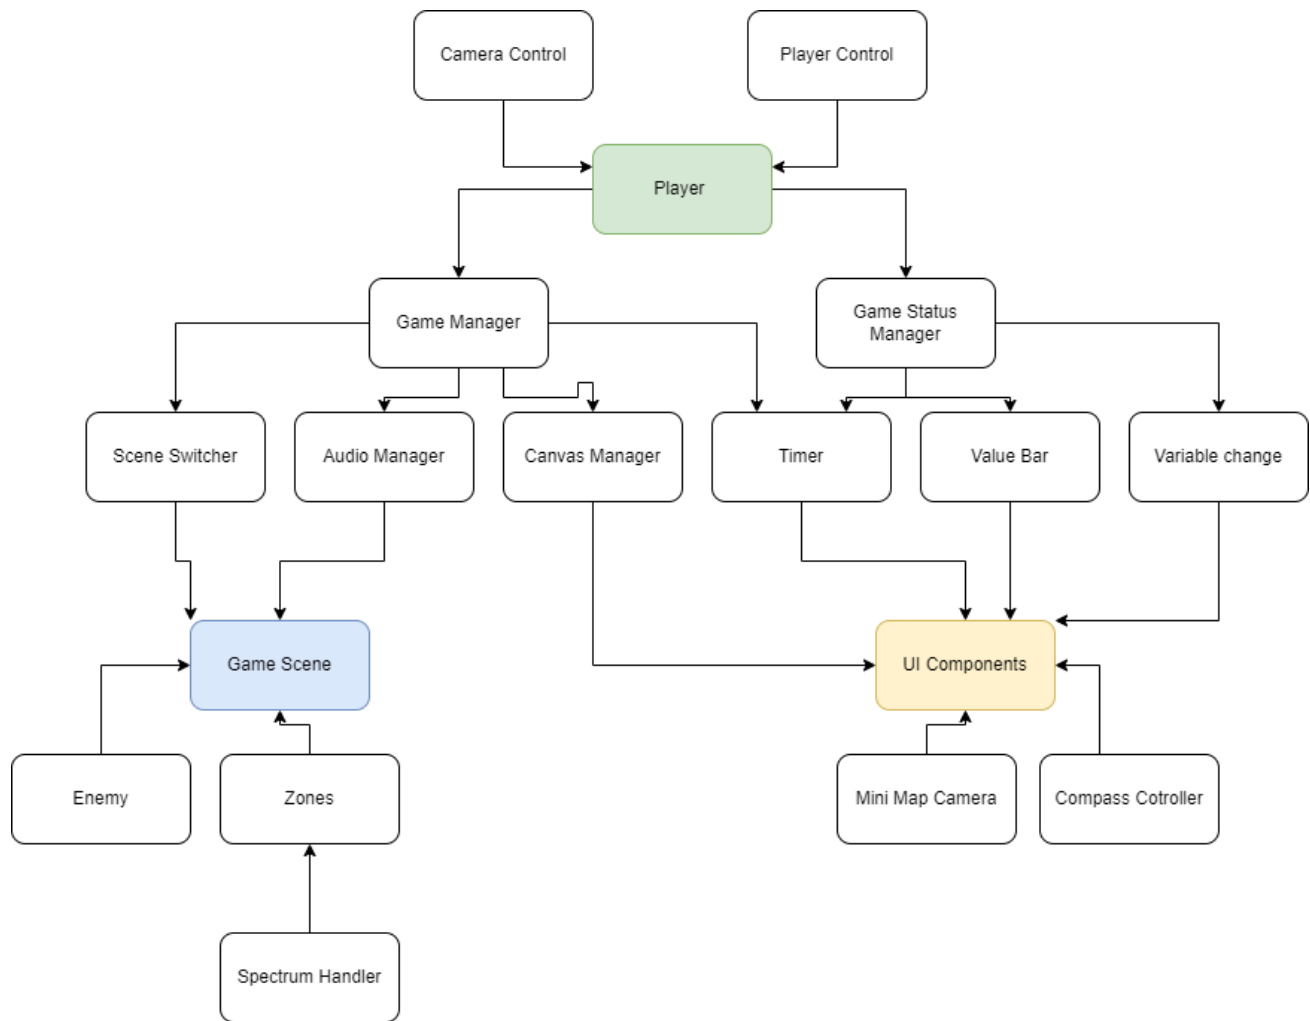 Camera Control
Player Control
Player
Game Manager
Game Status
Manager
Scene Switcher
Audio Manager
Canvas Manager
Timer
Value Bar
Variable change
Game Scene
UI Components
Enemy
Zones
Mini Map Camera
Compass Cotroller
Spectrum Handler